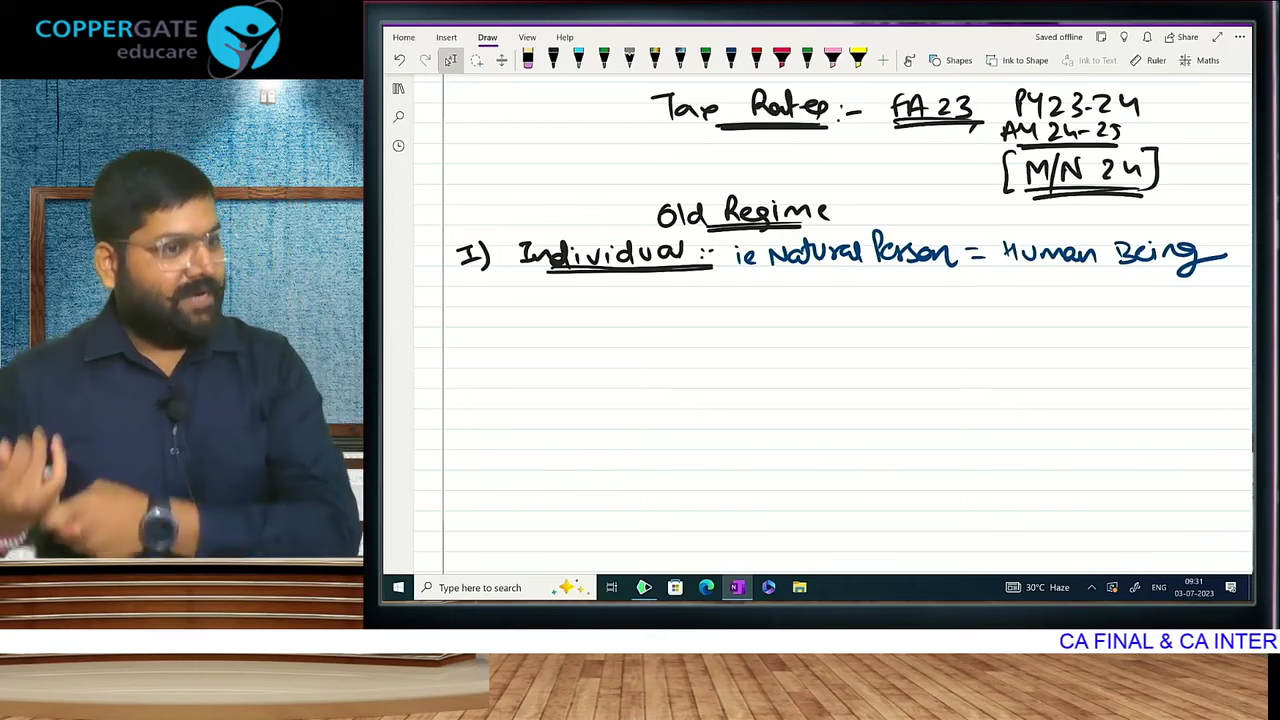 COPPERGATE
educare
Home Insert Draw View Help
Saved offline
Share
Shapes
Ink to Shape
Ink to Text
Ruler
Maths
Tax Rates :- FA 23 PY 23-24
AY 24-25
[M/N 24]
Old Regime
I) Individual :- ie Natural Person = Human Being
Type here to search
30°C Haze
ENG
09:31
03-07-2023
CA FINAL & CA INTER